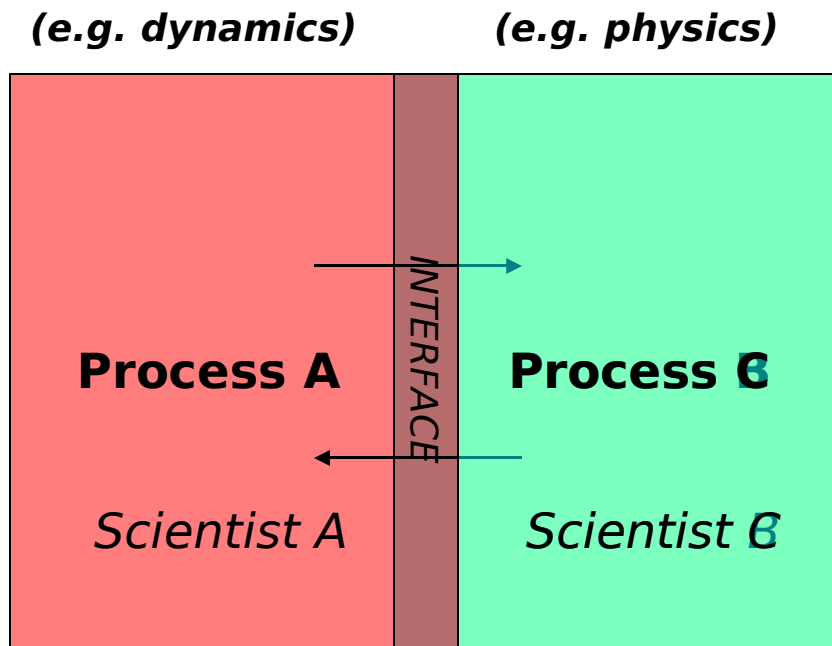 (e.g. dynamics)
(e.g. physics)
INTERFACE
Process A
Process C
Scientist A
Scientist C